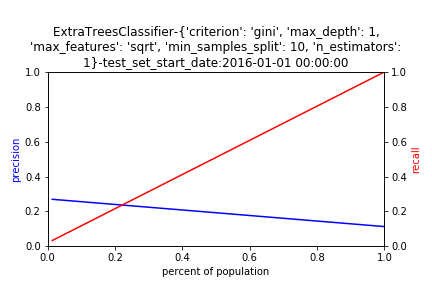 ExtraTreesClassifier-{'criterion': 'gini', 'max_depth': 1,
'max_features': 'sqrt', 'min_samples_split': 10, 'n_estimators':
1}-test_set_start_date:2016-01-01 00:00:00
1.0
0.8
0.6
0.4
0.2
0.0
precision
1.0
0.8
0.6
0.4
0.2
0.0
recall
0.0 0.2 0.4 0.6 0.8 1.0
percent of population